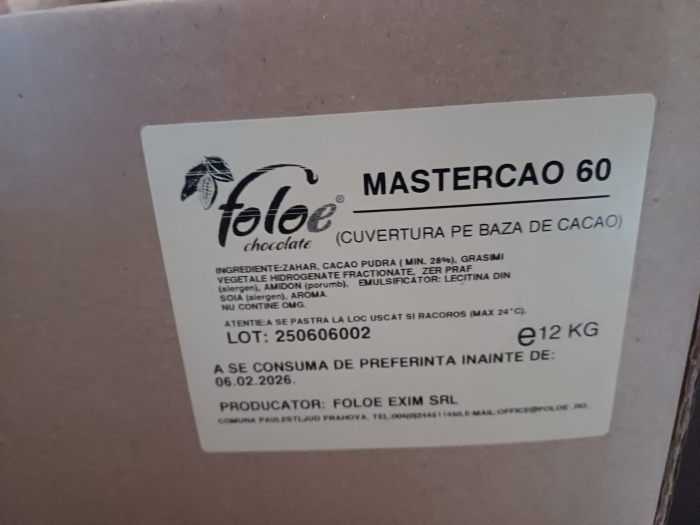 foloe®
chocolate
MASTERCAO 60
(CUVERTURA PE BAZA DE CACAO)
INGREDIENTE:ZAHAR, CACAO PUDRA ( MIN. 28%), GRASIMI
VEGETALE HIDROGENATE FRACTIONATE, ZER PRAF
(alergen), AMIDON (porumb), EMULSIFICATOR: LECITINA DIN
SOIA (alergen), AROMA.
NU CONTINE OMG.
ATENTIE:A SE PASTRA LA LOC USCAT SI RACOROS (MAX 24°C).
LOT: 250606002
e 12 KG
A SE CONSUMA DE PREFERINTA INAINTE DE:
06.02.2026.
PRODUCATOR: FOLOE EXIM SRL
COMUNA PAULESTI,JUD PRAHOVA. TEL:004(0)244511490,E-MAIL:OFFICE@FOLOE .RO.